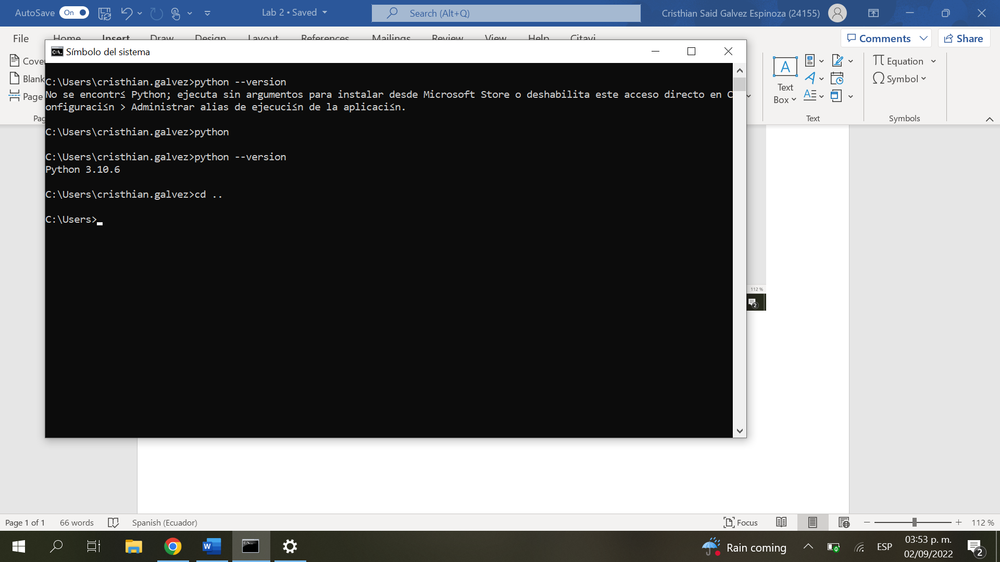 AutoSave On Lab 2 • Saved Search (Alt+Q) Cristhian Said Galvez Espinoza (24155)
File Home Insert Draw Design Layout References Mailings Review View Help Citavi Comments Share
Símbolo del sistema
Cover
Blank
Page
Text
Box
Equation
Symbol
Text
Symbols
C:\Users\cristhian.galvez>python --version
No se encontr≤ Python; ejecuta sin argumentos para instalar desde Microsoft Store o deshabilita este acceso directo en C
onfiguraci≤n > Administrar alias de ejecuci≤n de la aplicaci≤n.
C:\Users\cristhian.galvez>python
C:\Users\cristhian.galvez>python --version
Python 3.10.6
C:\Users\cristhian.galvez>cd ..
C:\Users>
112 %
2
Page 1 of 1 66 words Spanish (Ecuador) Focus 112 %
Rain coming ESP 03:53 p. m.
02/09/2022
2